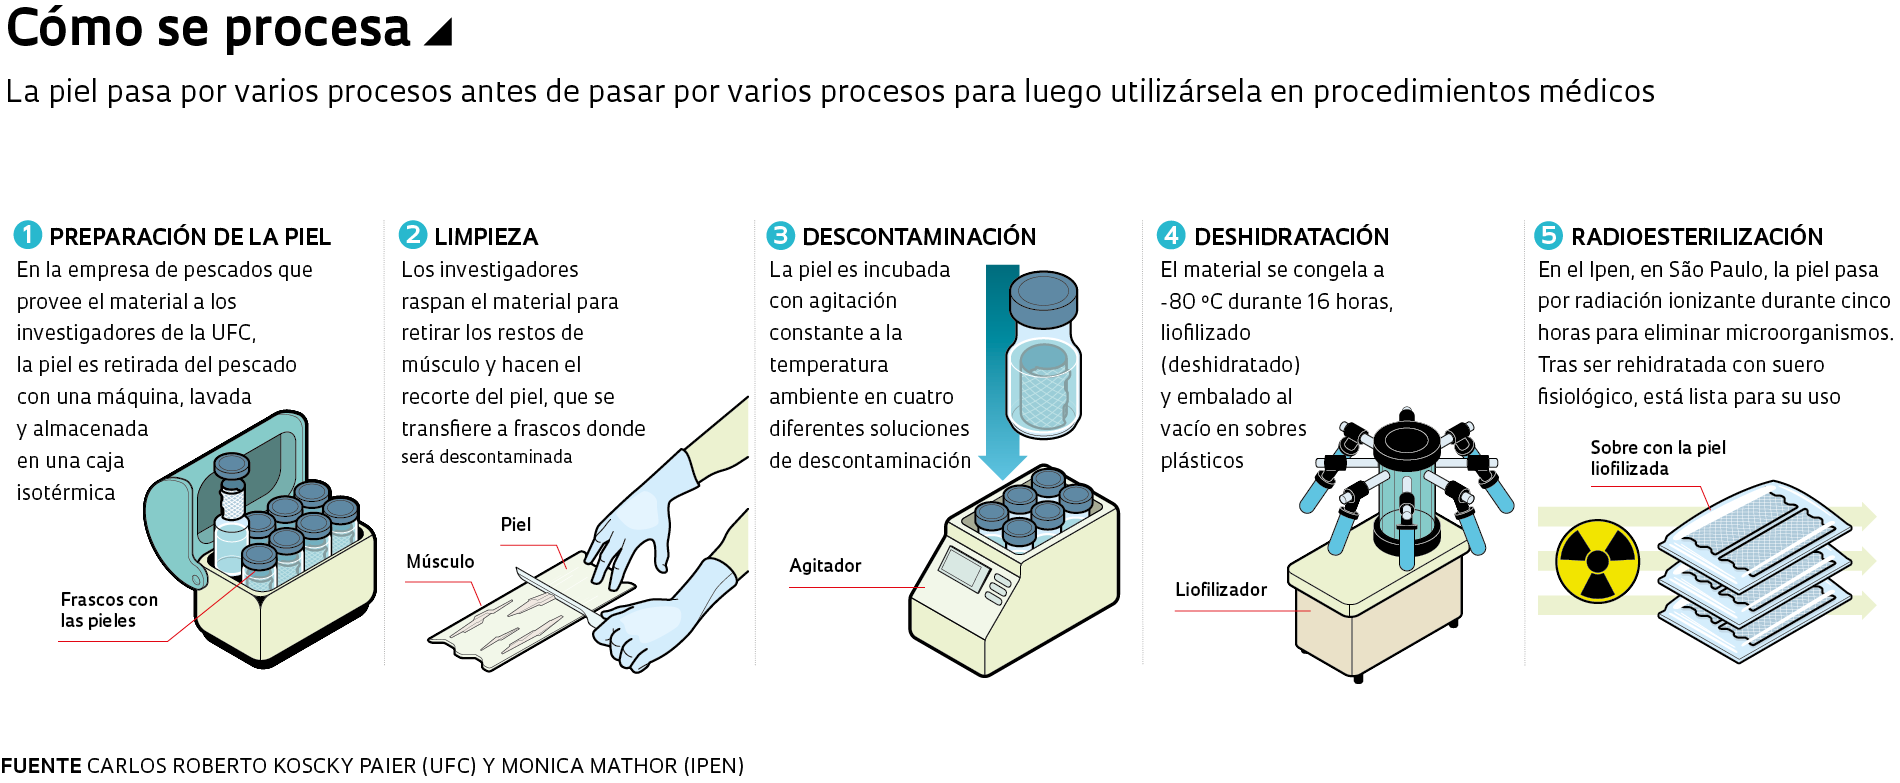 Cómo se procesa
La piel pasa por varios procesos antes de pasar por varios procesos para luego utilizársela en procedimientos médicos
1 PREPARACIÓN DE LA PIEL
En la empresa de pescados que
provee el material a los
investigadores de la UFC,
la piel es retirada del pescado
con una máquina, lavada
y almacenada
en una caja
isotérmica
Frascos con
las pieles
2 LIMPIEZA
Los investigadores
raspan el material para
retirar los restos de
músculo y hacen el
recorte del piel, que se
transfiere a frascos donde
será descontaminada
Piel
Músculo
3 DESCONTAMINACIÓN
La piel es incubada
con agitación
constante a la
temperatura
ambiente en cuatro
diferentes soluciones
de descontaminación
Agitador
4 DESHIDRATACIÓN
El material se congela a
-80 ºC durante 16 horas,
liofilizado
(deshidratado)
y embalado al
vacío en sobres
plásticos
Liofilizador
5 RADIOESTERILIZACIÓN
En el Ipen, en São Paulo, la piel pasa
por radiación ionizante durante cinco
horas para eliminar microorganismos.
Tras ser rehidratada con suero
fisiológico, está lista para su uso
Sobre con la piel
liofilizada
FUENTE CARLOS ROBERTO KOSCKY PAIER (UFC) Y MONICA MATHOR (IPEN)